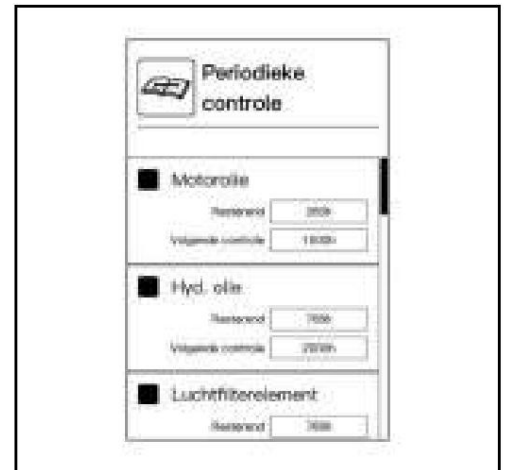 Periodieke
controle
Motorolie
Resterend
Volgende controle
Hyd. olie
Resterend
Volgende controle
Luchtfilterelement
Resterend